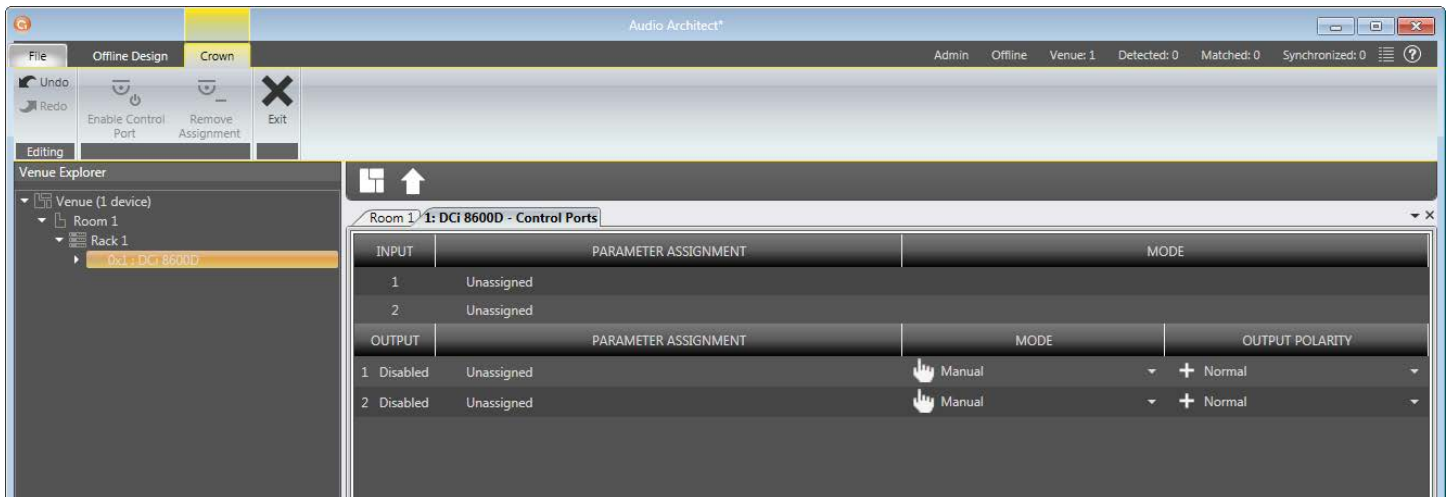 Audio Architect*
File Offline Design Crown Admin Offline Venue: 1 Detected: 0 Matched: 0 Synchronized: 0 ?
Undo
Redo
Enable Control
Port
Remove
Assignment
Exit
Editing
Venue Explorer
Venue (1 device)
Room 1
Rack 1
0x1 : DCi 8600D
Room 1 1: DCi 8600D - Control Ports
INPUT PARAMETER ASSIGNMENT MODE
1 Unassigned
2 Unassigned
OUTPUT PARAMETER ASSIGNMENT MODE OUTPUT POLARITY
1 Disabled Unassigned Manual Normal
2 Disabled Unassigned Manual Normal